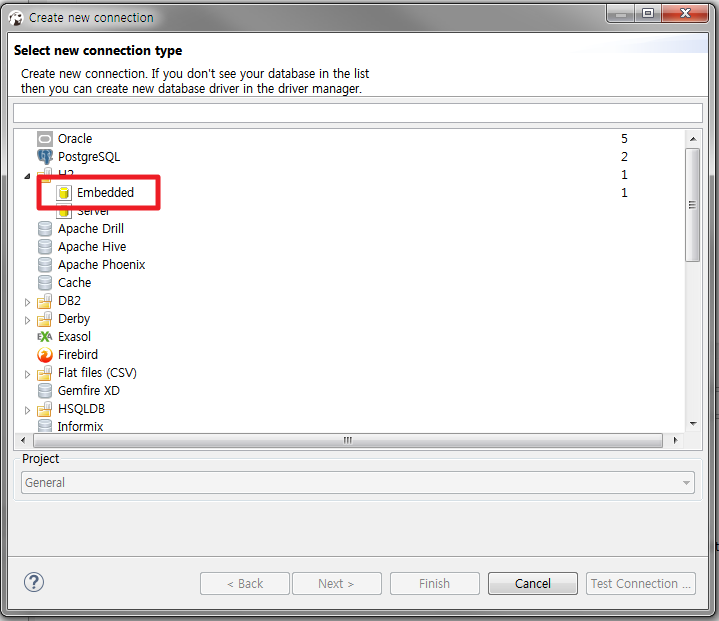 Create new connection
Select new connection type
Create new connection. If you don't see your database in the list
then you can create new database driver in the driver manager.
Oracle 5
PostgreSQL 2
H2 1
Embedded 1
Server
Apache Drill
Apache Hive
Apache Phoenix
Cache
DB2
Derby
EXA Exasol
Firebird
Flat files (CSV)
Gemfire XD
HSQLDB
Informix
Project
General
< Back Next > Finish Cancel Test Connection ...